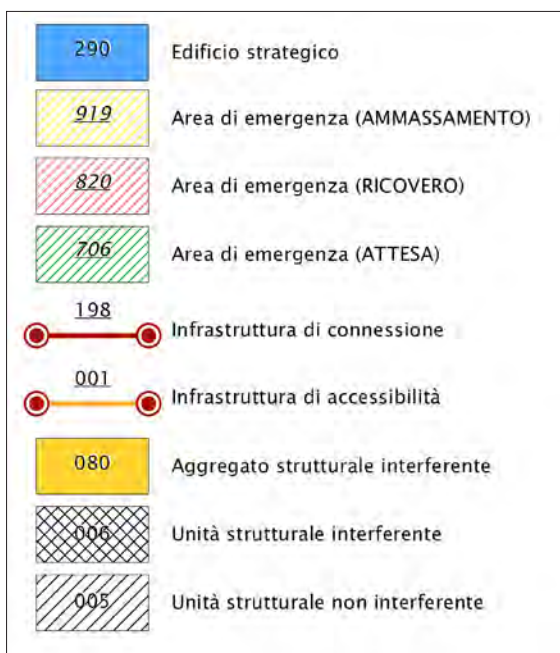 290 Edificio strategico
919 Area di emergenza (AMMASSAMENTO)
820 Area di emergenza (RICOVERO)
706 Area di emergenza (ATTESA)
198 Infrastruttura di connessione
001 Infrastruttura di accessibilità
080 Aggregato strutturale interferente
006 Unità strutturale interferente
005 Unità strutturale non interferente